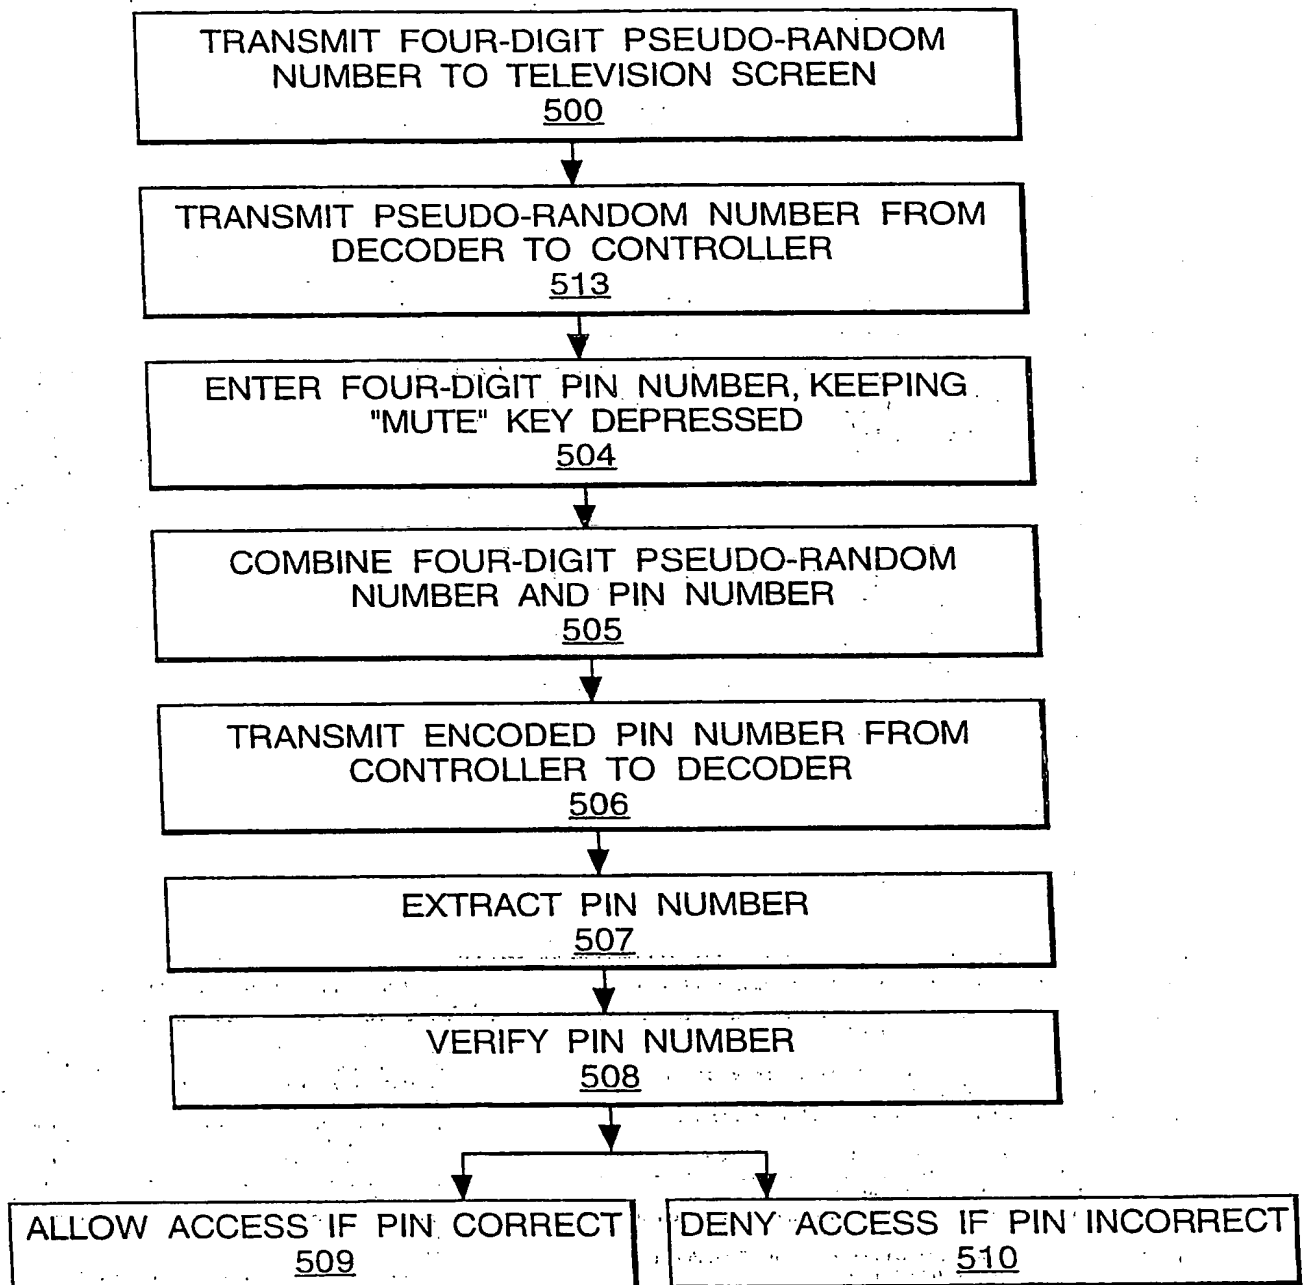 TRANSMIT FOUR-DIGIT PSEUDO-RANDOM
NUMBER TO TELEVISION SCREEN
500
TRANSMIT PSEUDO-RANDOM NUMBER FROM
DECODER TO CONTROLLER
513
ENTER FOUR-DIGIT PIN NUMBER, KEEPING
"MUTE" KEY DEPRESSED
504
COMBINE FOUR-DIGIT PSEUDO-RANDOM
NUMBER AND PIN NUMBER
505
TRANSMIT ENCODED PIN NUMBER FROM
CONTROLLER TO DECODER
506
EXTRACT PIN NUMBER
507
VERIFY PIN NUMBER
508
ALLOW ACCESS IF PIN CORRECT
509
DENY ACCESS IF PIN INCORRECT
510